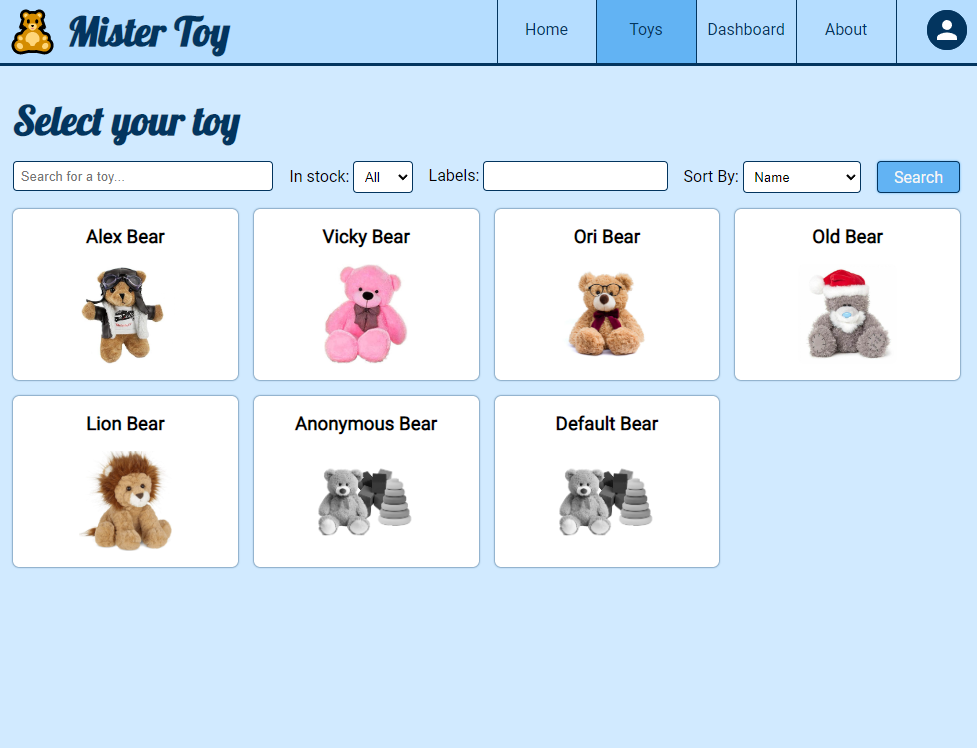 Mister Toy
Home
Toys
Dashboard
About
Select your toy
Search for a toy...
In stock:
All
Labels:
Sort By:
Name
Search
Alex Bear
Vicky Bear
Ori Bear
Old Bear
Lion Bear
Anonymous Bear
Default Bear